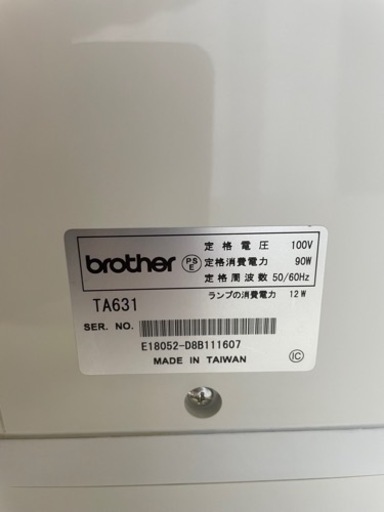 定格電圧 100V
brother PSE 定格消費電力 90W
定格周波数 50/60Hz
TA631 ランプの消費電力 12W
SER. NO.
E18052-D8B111607
MADE IN TAIWAN
IC